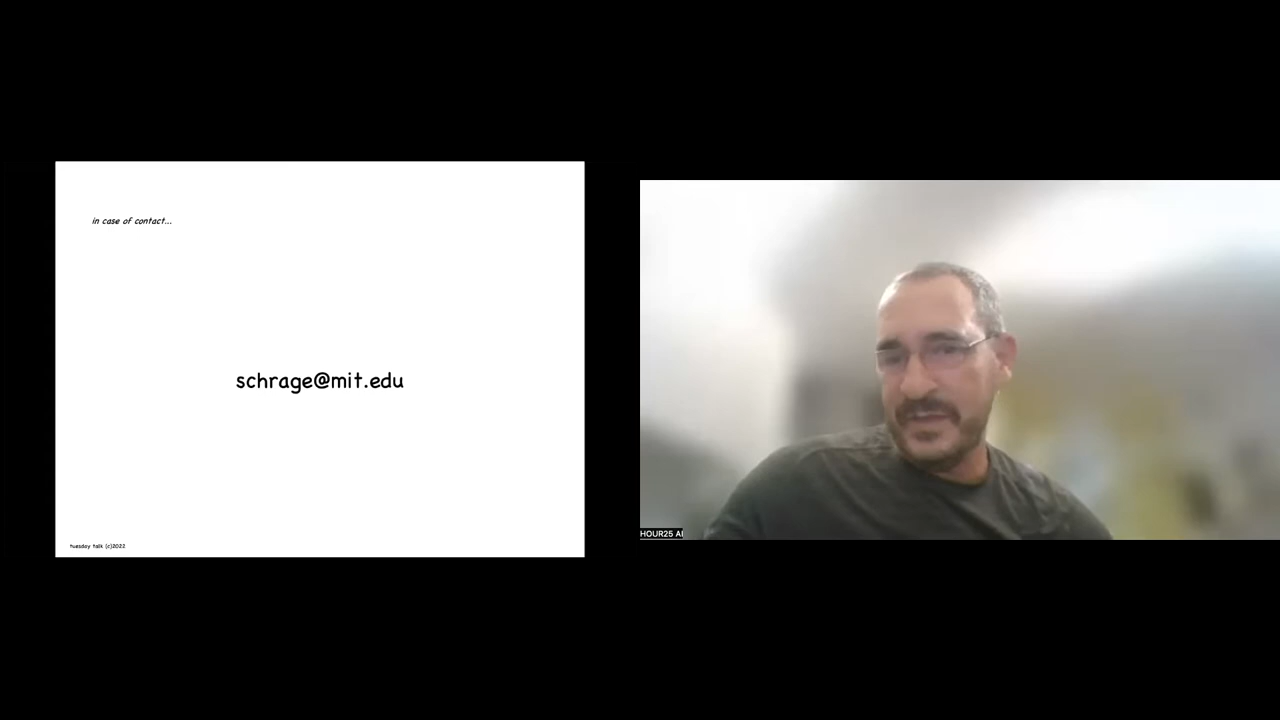 in case of contact...
schrage@mit.edu
tuesday talk (c)2022
HOUR25 AI